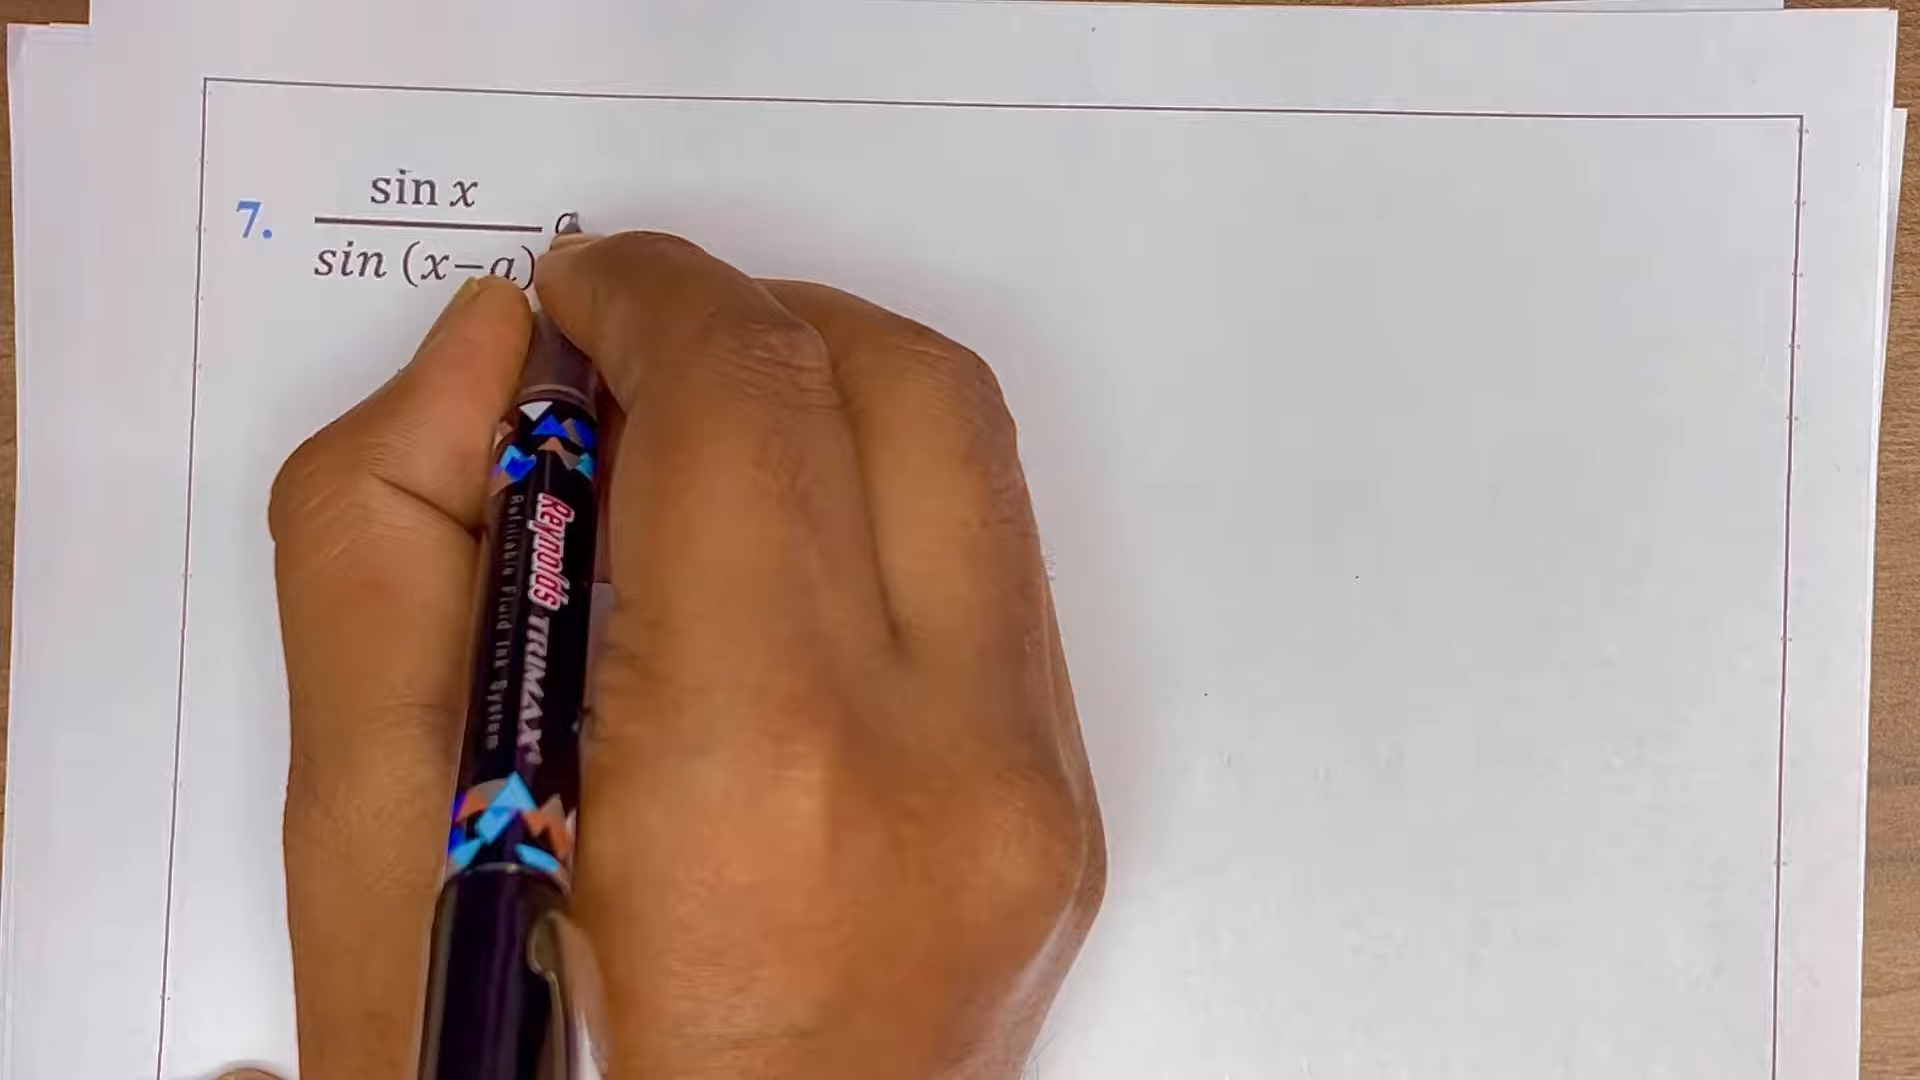 7. sin x
sin (x−a)
Reynolds TRIMAX
Refillable Fluid Ink System